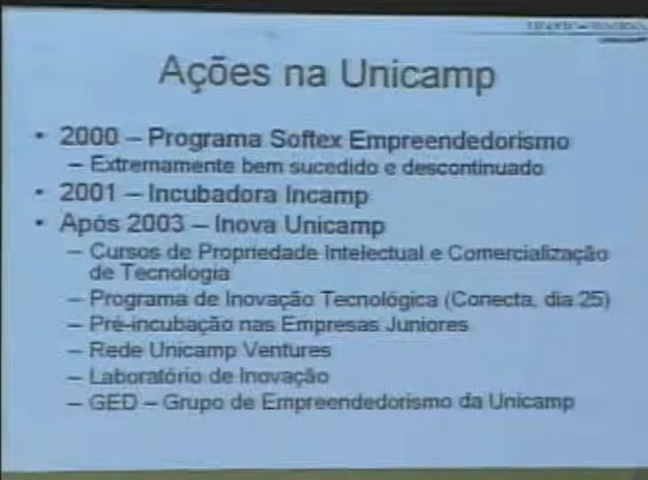 Ações na Unicamp
• 2000 – Programa Softex Empreendedorismo
– Extremamente bem sucedido e descontinuado
• 2001 – Incubadora Incamp
• Após 2003 – Inova Unicamp
– Cursos de Propriedade Intelectual e Comercialização
de Tecnologia
– Programa de Inovação Tecnológica (Conecta, dia 25)
– Pré-incubação nas Empresas Juniores
– Rede Unicamp Ventures
– Laboratório de Inovação
– GED – Grupo de Empreendedorismo da Unicamp